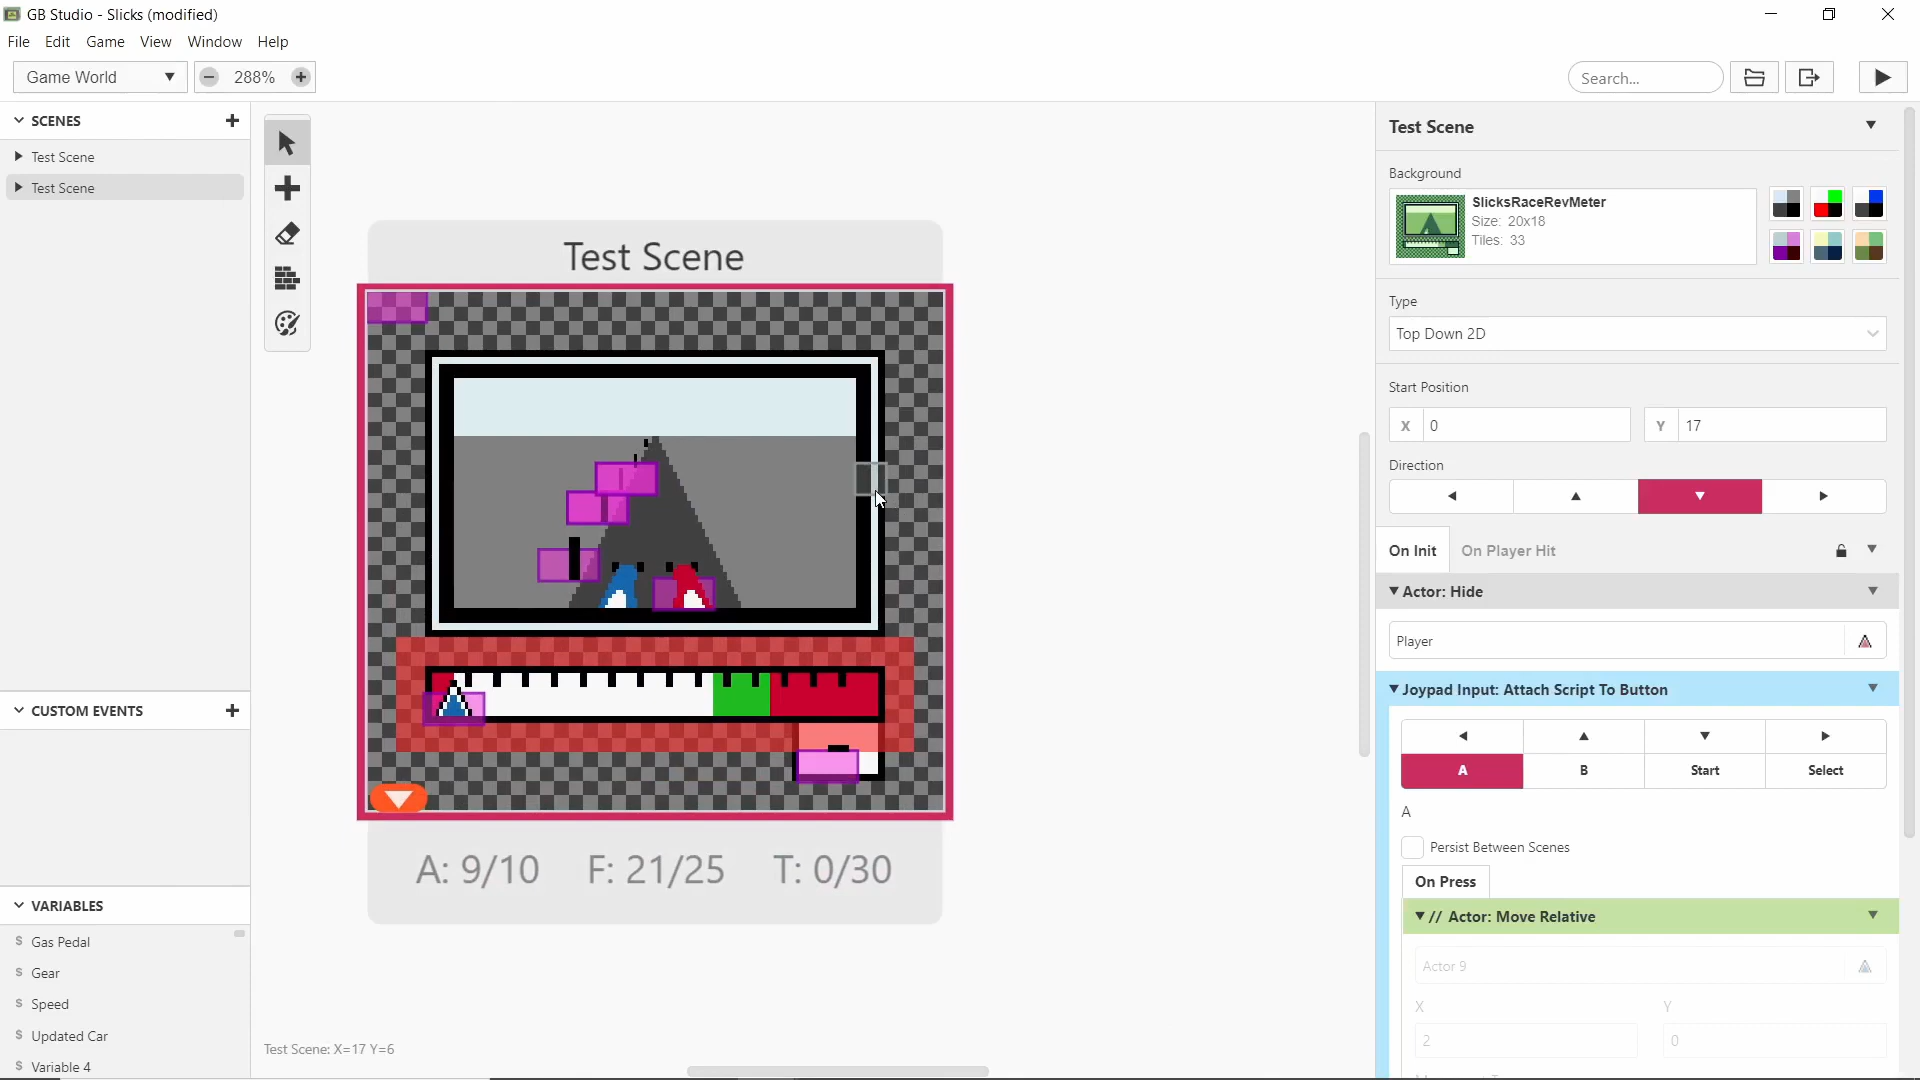 GB Studio - Slicks (modified)
File Edit Game View Window Help
Game World 288% Search...
SCENES
Test Scene
Test Scene
CUSTOM EVENTS
VARIABLES
$ Gas Pedal
$ Gear
$ Speed
$ Updated Car
$ Variable 4
Test Scene
A: 9/10 F: 21/25 T: 0/30
Test Scene: X=17 Y=6
Test Scene
Background
SlicksRaceRevMeter
Size: 20x18
Tiles: 33
Type
Top Down 2D
Start Position
X 0 Y 17
Direction
On Init On Player Hit
Actor: Hide
Player
Joypad Input: Attach Script To Button
A B Start Select
A
Persist Between Scenes
On Press
// Actor: Move Relative
Actor 9
X Y
2 0